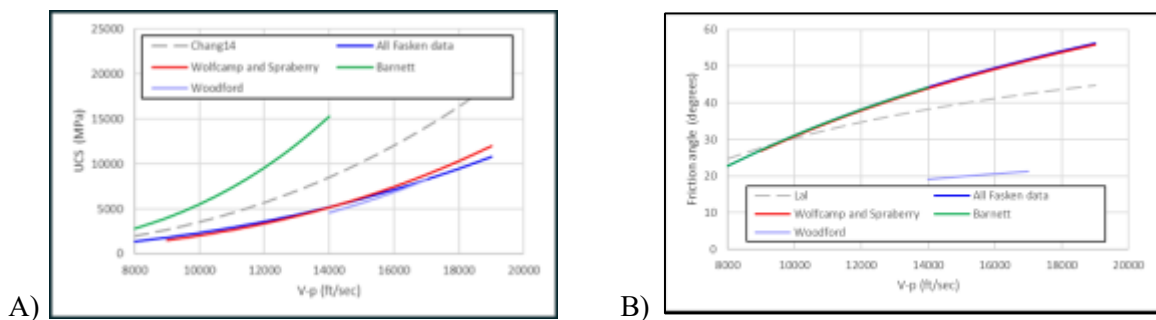 25000
Chang14
All Fasken data
20000
Wolfcamp and Spraberry
Barnett
Woodford
UCS (MPa)
15000
10000
5000
0
8000 10000 12000 14000 16000 18000 20000
V-p (ft/sec)
A)
60
50
40
30
20
10
0
Friction angle (degrees)
Lal
All Fasken data
Wolfcamp and Spraberry
Barnett
Woodford
8000 10000 12000 14000 16000 18000 20000
V-p (ft/sec)
B)